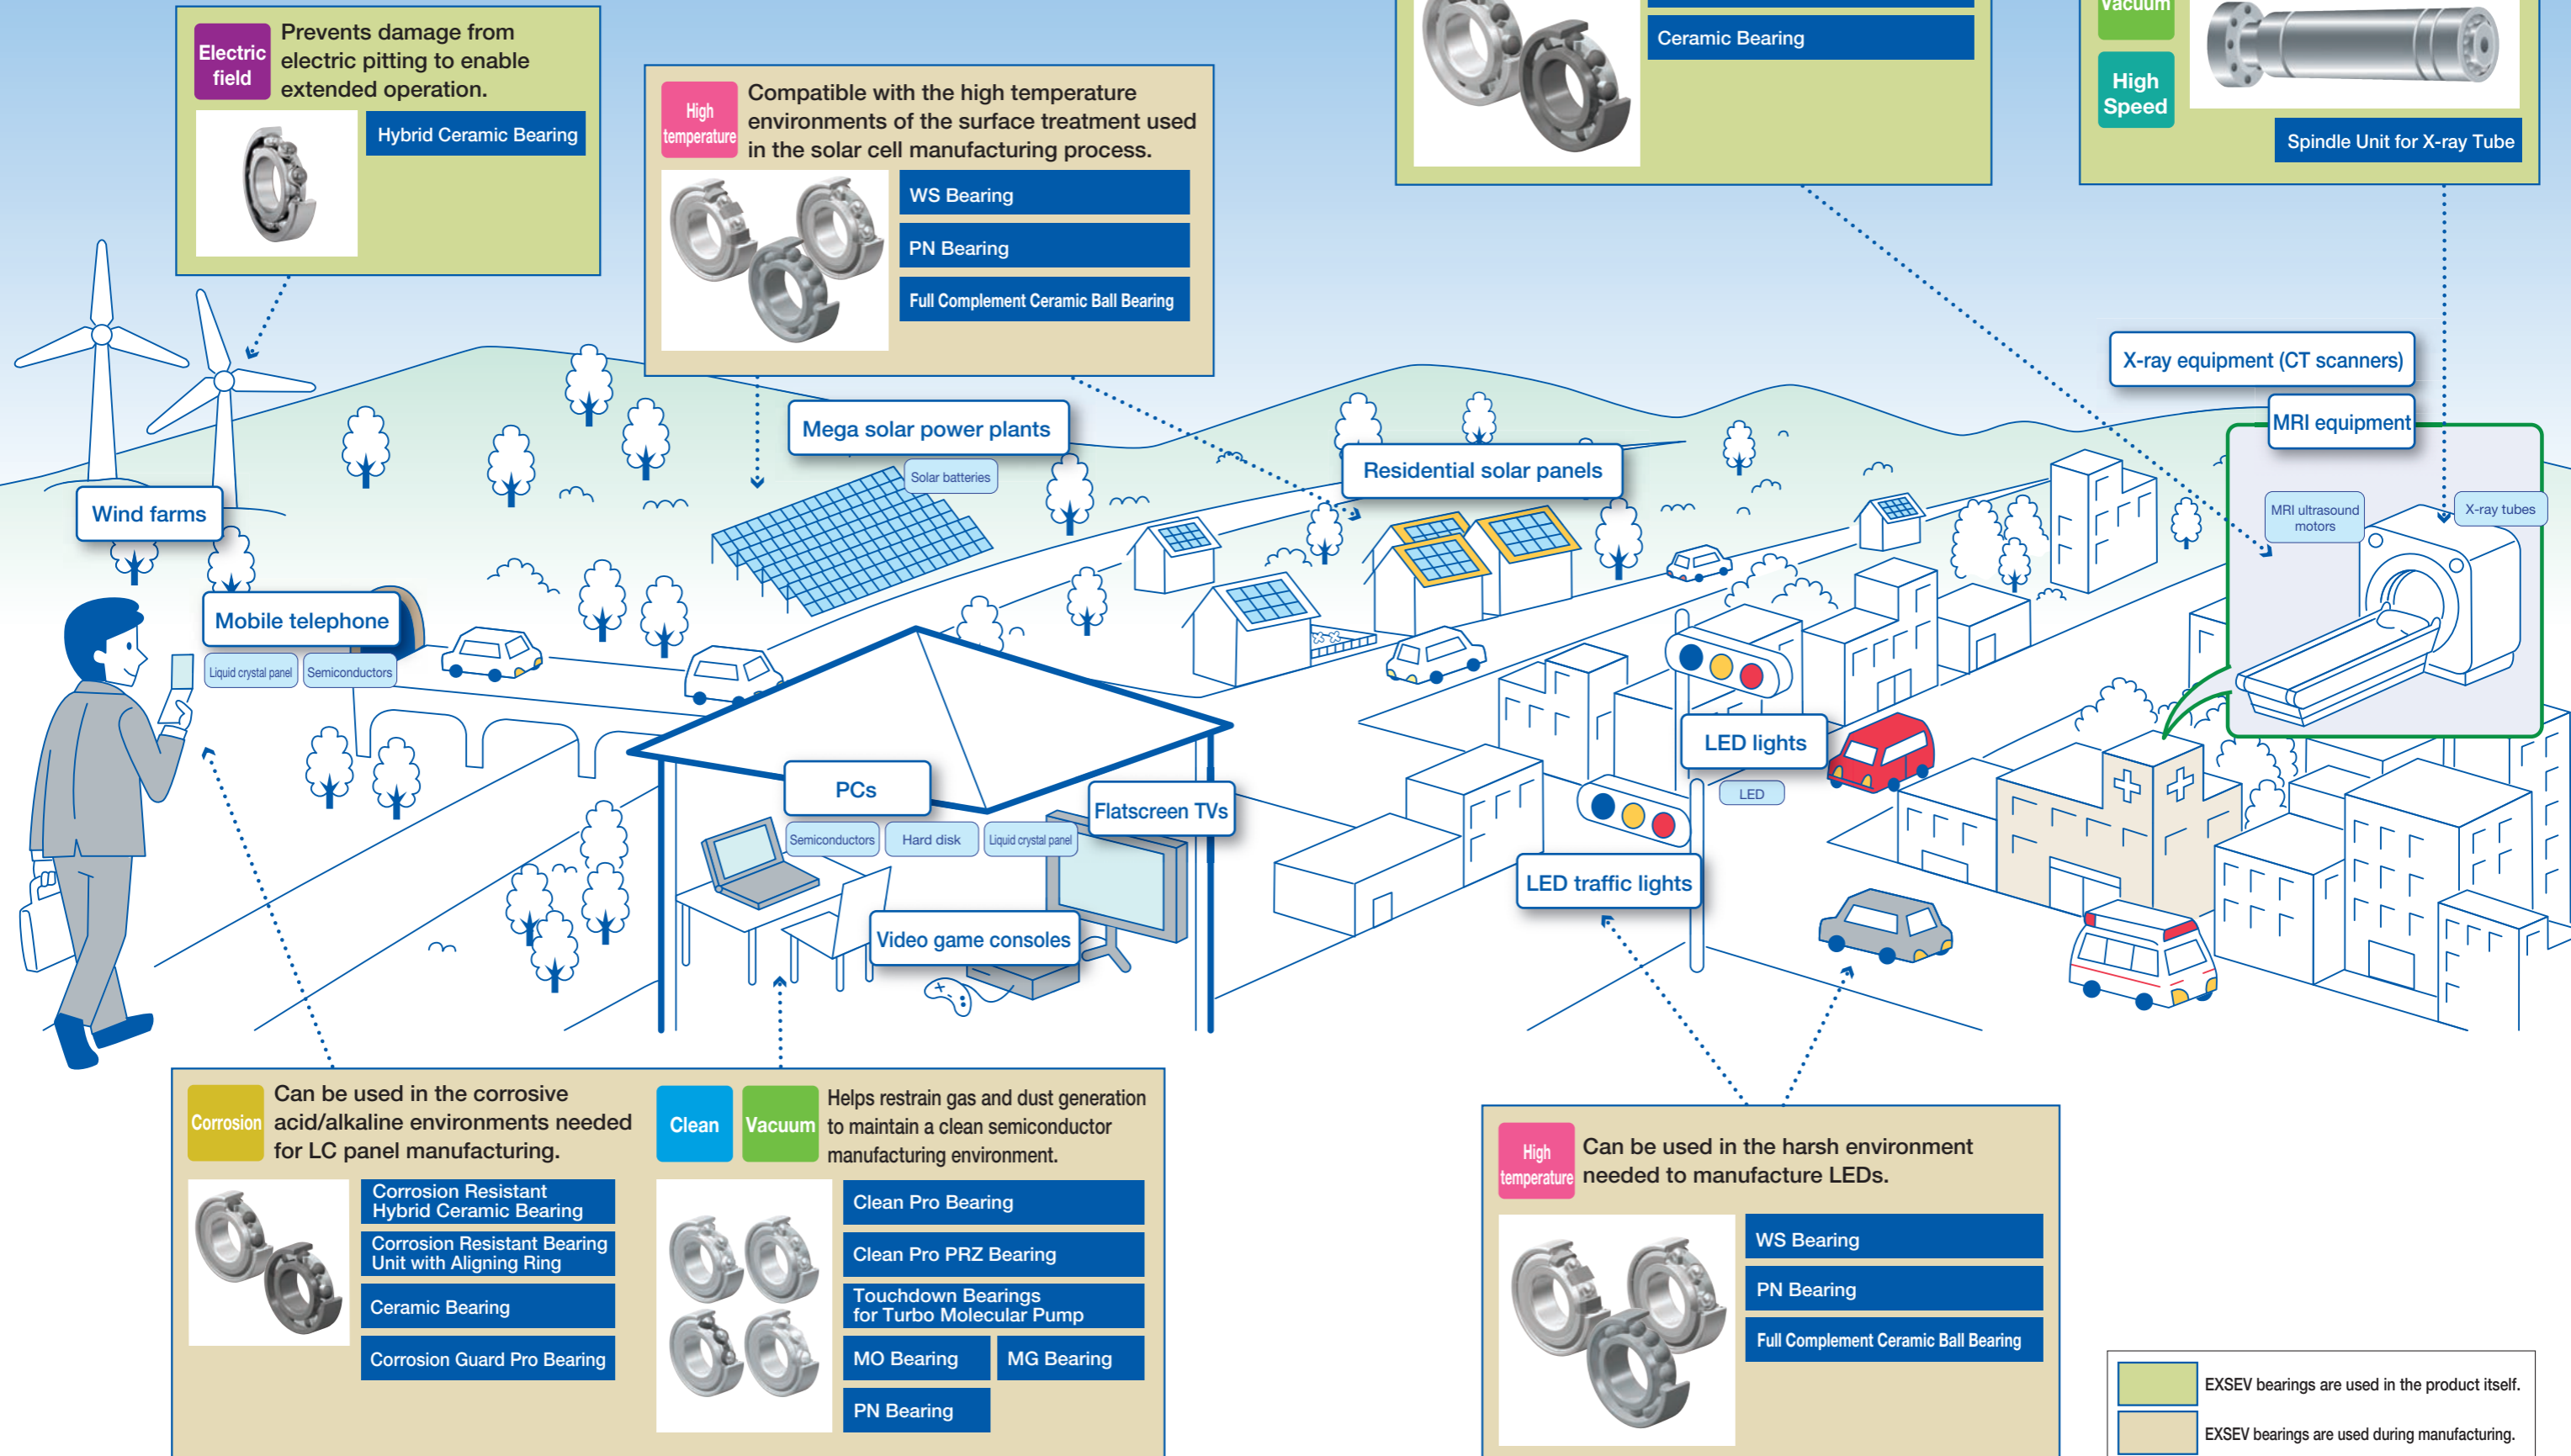 Electric
field
Prevents damage from
electric pitting to enable
extended operation.
Hybrid Ceramic Bearing
High
temperature
Compatible with the high temperature
environments of the surface treatment used
in the solar cell manufacturing process.
WS Bearing
PN Bearing
Full Complement Ceramic Ball Bearing
Ceramic Bearing
Vacuum
High
Speed
Spindle Unit for X-ray Tube
X-ray equipment (CT scanners)
MRI equipment
MRI ultrasound
motors
X-ray tubes
Mega solar power plants
Solar batteries
Residential solar panels
Wind farms
Mobile telephone
Liquid crystal panel
Semiconductors
LED lights
LED
PCs
Semiconductors
Hard disk
Liquid crystal panel
Flatscreen TVs
LED traffic lights
Video game consoles
Corrosion
Can be used in the corrosive
acid/alkaline environments needed
for LC panel manufacturing.
Corrosion Resistant
Hybrid Ceramic Bearing
Corrosion Resistant Bearing
Unit with Aligning Ring
Ceramic Bearing
Corrosion Guard Pro Bearing
Clean
Vacuum
Helps restrain gas and dust generation
to maintain a clean semiconductor
manufacturing environment.
Clean Pro Bearing
Clean Pro PRZ Bearing
Touchdown Bearings
for Turbo Molecular Pump
MO Bearing
MG Bearing
PN Bearing
High
temperature
Can be used in the harsh environment
needed to manufacture LEDs.
WS Bearing
PN Bearing
Full Complement Ceramic Ball Bearing
EXSEV bearings are used in the product itself.
EXSEV bearings are used during manufacturing.